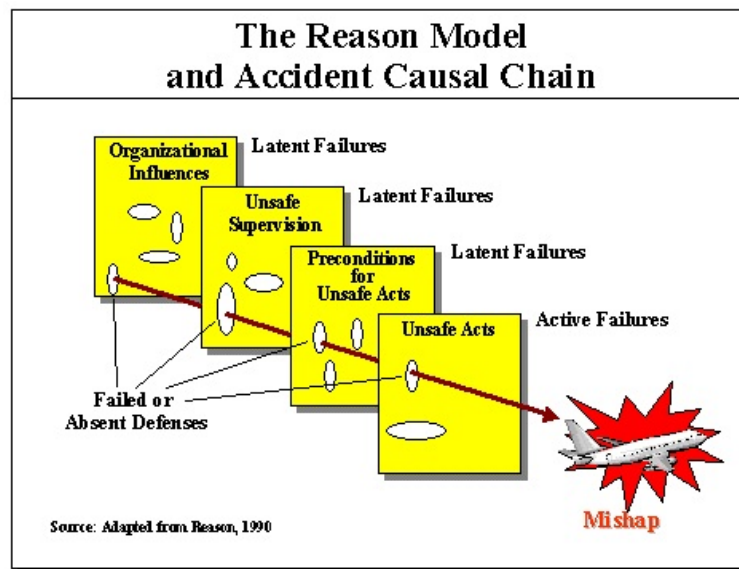 The Reason Model
and Accident Causal Chain
Organizational
Influences
Latent Failures
Unsafe
Supervision
Latent Failures
Preconditions
for
Unsafe Acts
Latent Failures
Unsafe Acts
Active Failures
Failed or
Absent Defenses
Mishap
Source: Adapted from Reason, 1990